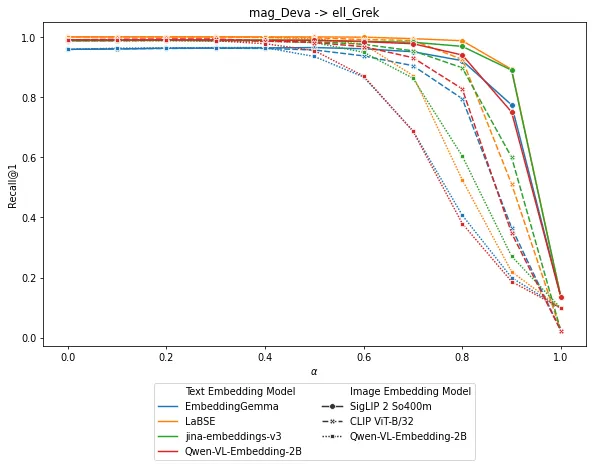 mag_Deva -> ell_Grek
Recall@1
1.0
0.8
0.6
0.4
0.2
0.0
0.0 0.2 0.4 0.6 0.8 1.0
α
Text Embedding Model Image Embedding Model
EmbeddingGemma SigLIP 2 So400m
LaBSE CLIP ViT-B/32
jina-embeddings-v3 Qwen-VL-Embedding-2B
Qwen-VL-Embedding-2B